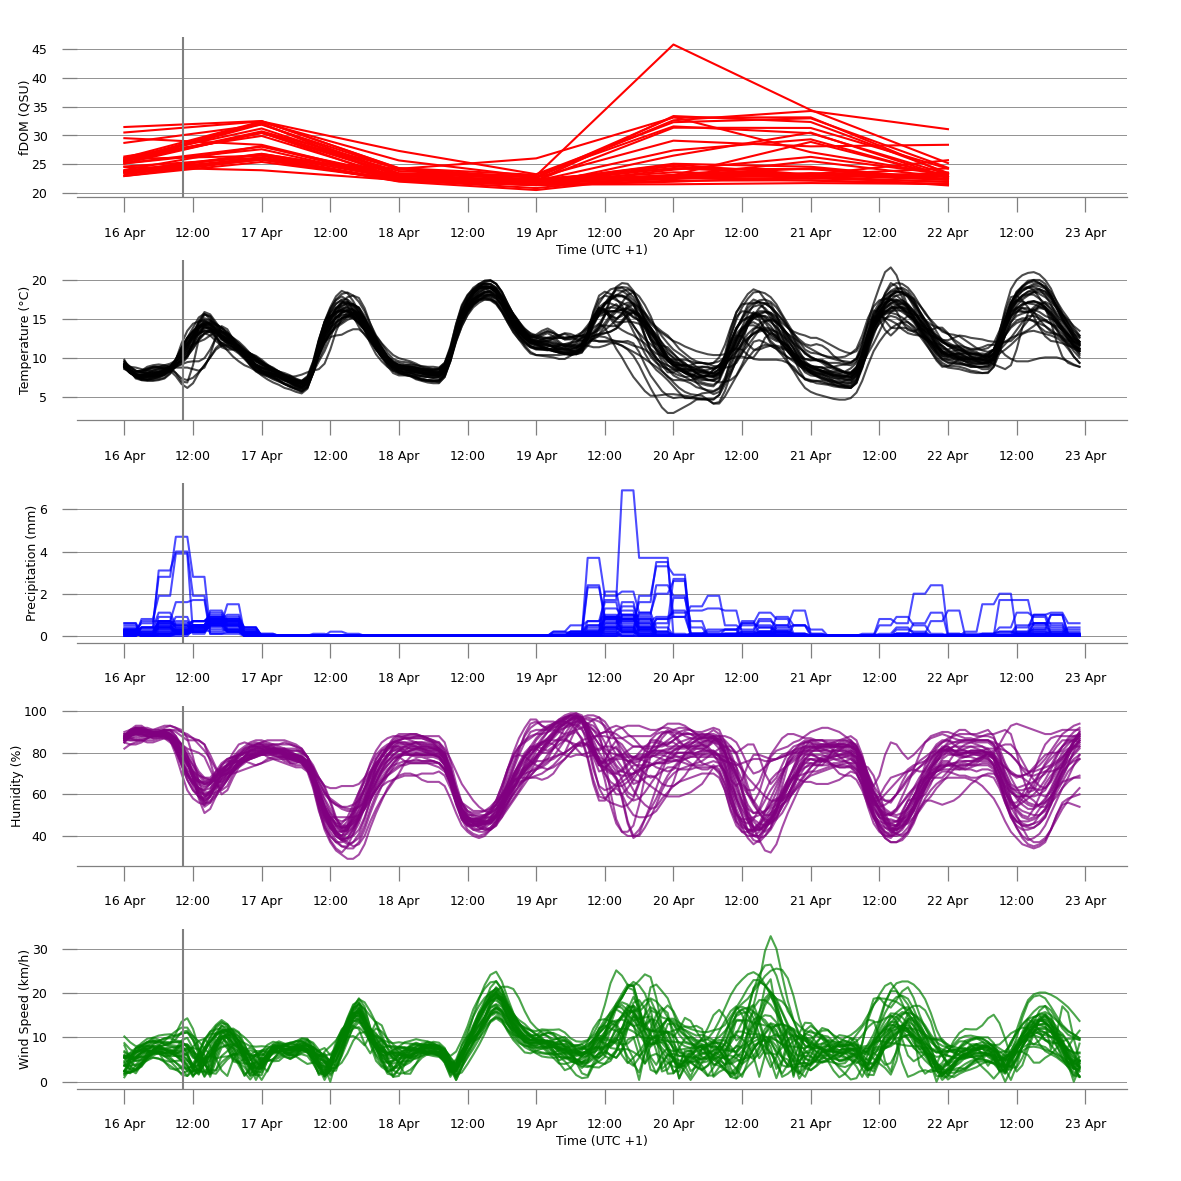 fDOM (QSU)
45
40
35
30
25
20
16 Apr 12:00 17 Apr 12:00 18 Apr 12:00 19 Apr 12:00 20 Apr 12:00 21 Apr 12:00 22 Apr 12:00 23 Apr
Time (UTC +1)
Temperature (°C)
20
15
10
5
16 Apr 12:00 17 Apr 12:00 18 Apr 12:00 19 Apr 12:00 20 Apr 12:00 21 Apr 12:00 22 Apr 12:00 23 Apr
Precipitation (mm)
6
4
2
0
16 Apr 12:00 17 Apr 12:00 18 Apr 12:00 19 Apr 12:00 20 Apr 12:00 21 Apr 12:00 22 Apr 12:00 23 Apr
Humidity (%)
100
80
60
40
16 Apr 12:00 17 Apr 12:00 18 Apr 12:00 19 Apr 12:00 20 Apr 12:00 21 Apr 12:00 22 Apr 12:00 23 Apr
Wind Speed (km/h)
30
20
10
0
16 Apr 12:00 17 Apr 12:00 18 Apr 12:00 19 Apr 12:00 20 Apr 12:00 21 Apr 12:00 22 Apr 12:00 23 Apr
Time (UTC +1)